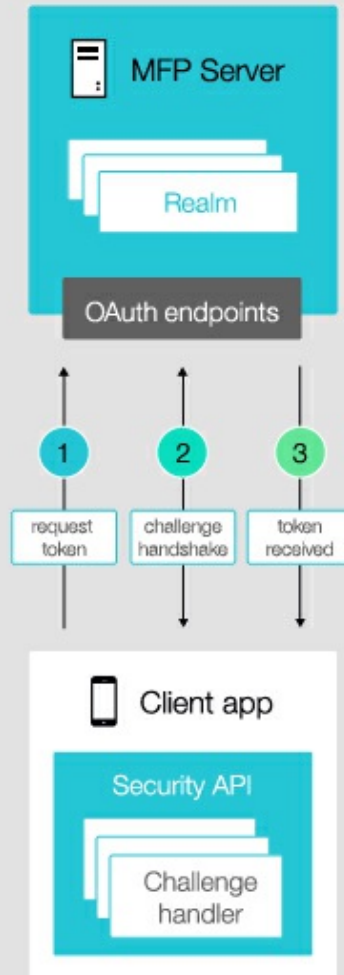 MFP Server
Realm
OAuth endpoints
1
2
3
request
token
challenge
handshake
token
received
Client app
Security API
Challenge
handler